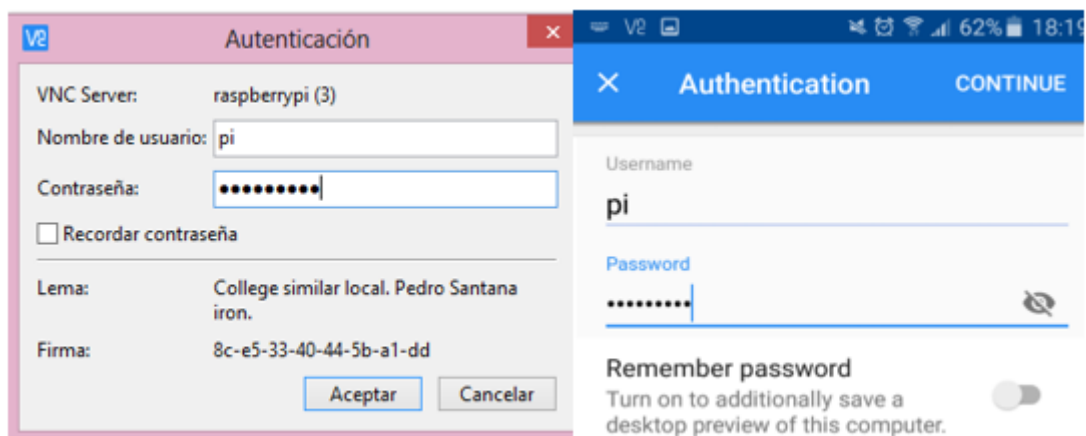 Autenticación
VNC Server: raspberrypi (3)
Nombre de usuario: pi
Contraseña: •••••••••
Recordar contraseña
Lema: College similar local. Pedro Santana
iron.
Firma: 8c-e5-33-40-44-5b-a1-dd
Aceptar Cancelar
62% 18:19
Authentication CONTINUE
Username
pi
Password
•••••••••
Remember password
Turn on to additionally save a
desktop preview of this computer.